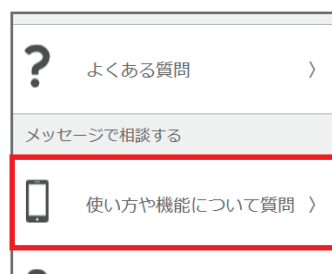 よくある質問
メッセージで相談する
使い方や機能について質問